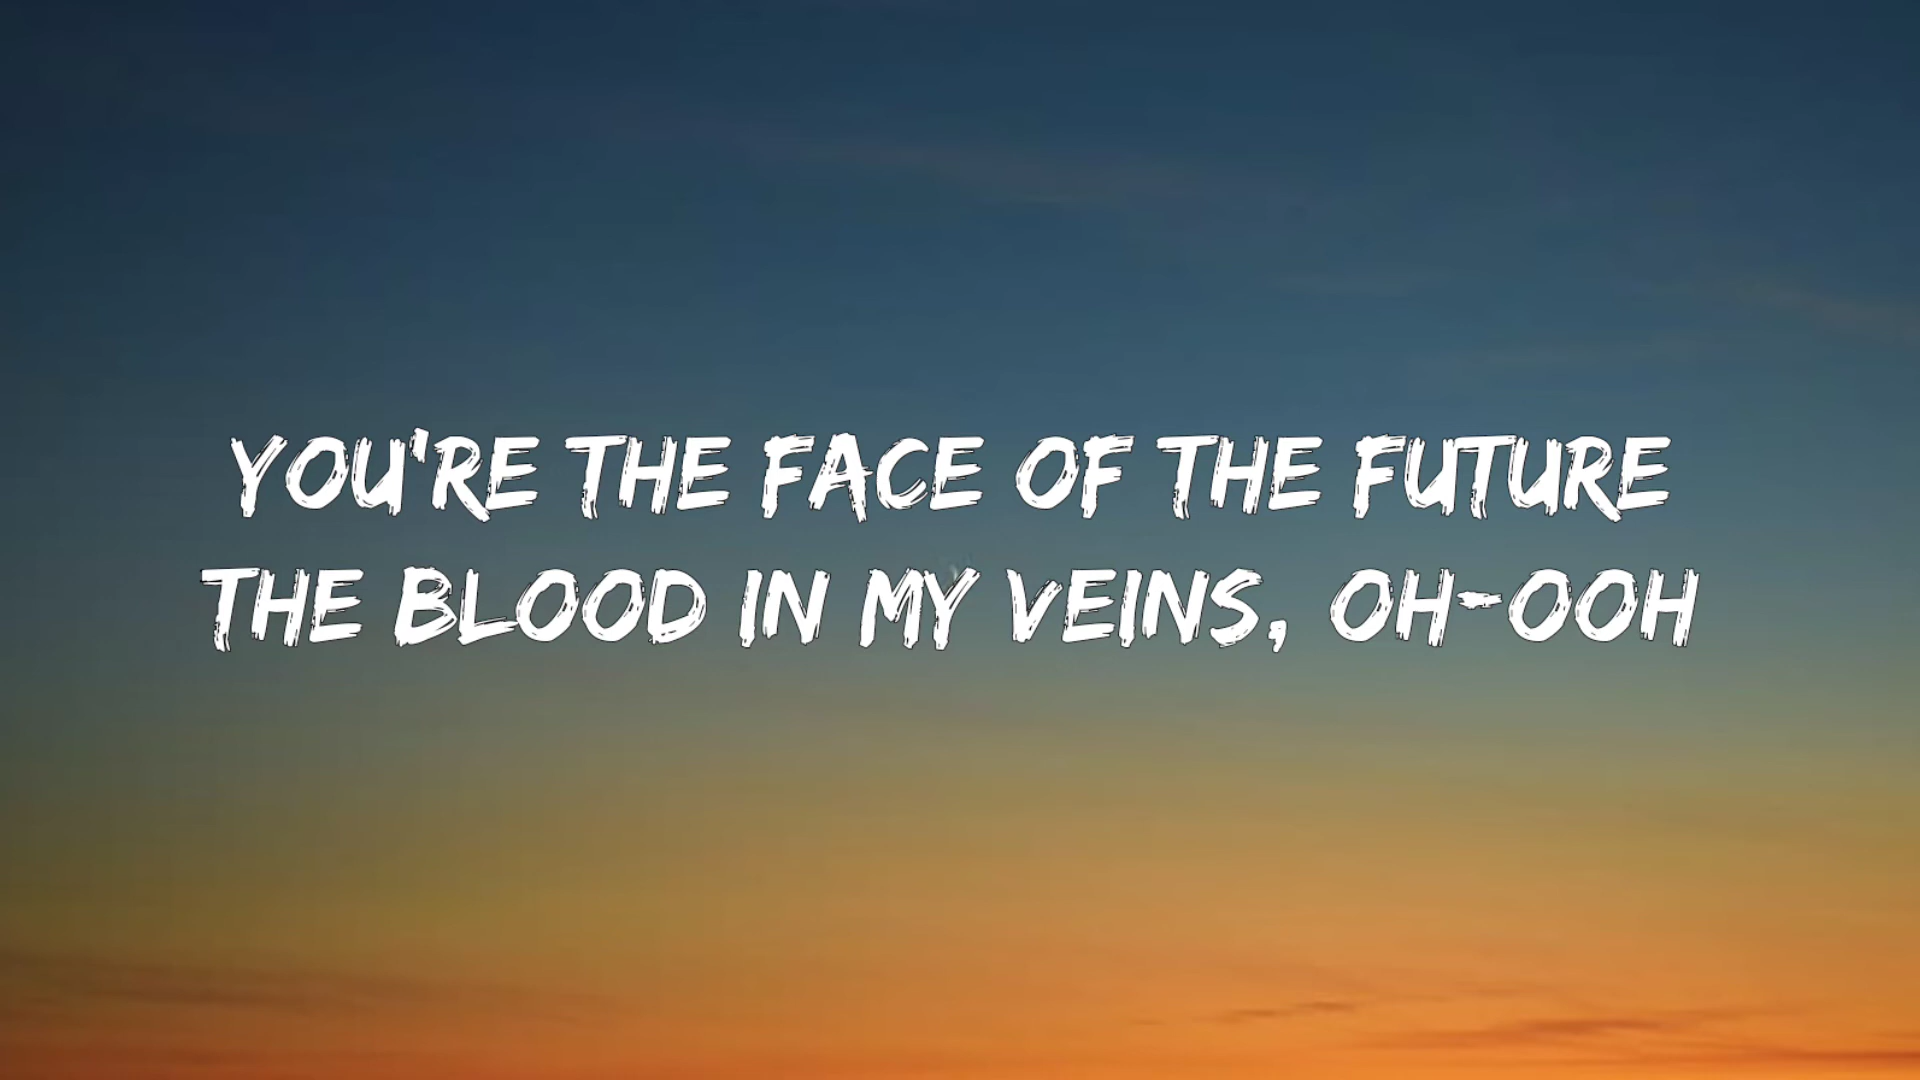 YOU'RE THE FACE OF THE FUTURE
THE BLOOD IN MY VEINS, OH-OOH